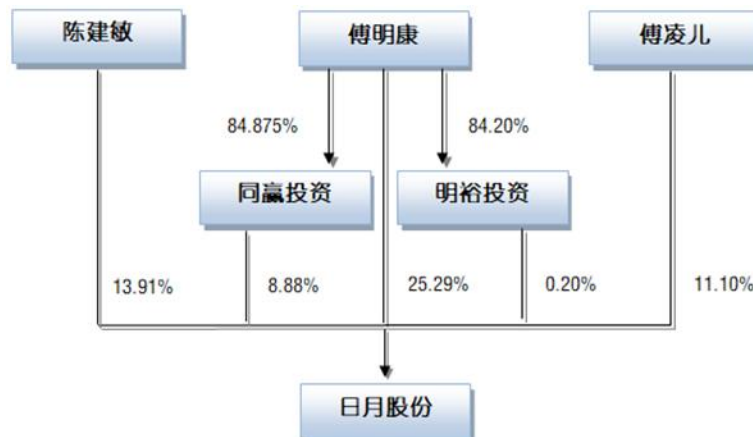 陈建敏
傅明康
傅凌儿
84.875%
84.20%
同赢投资
明裕投资
13.91%
8.88%
25.29%
0.20%
11.10%
日月股份